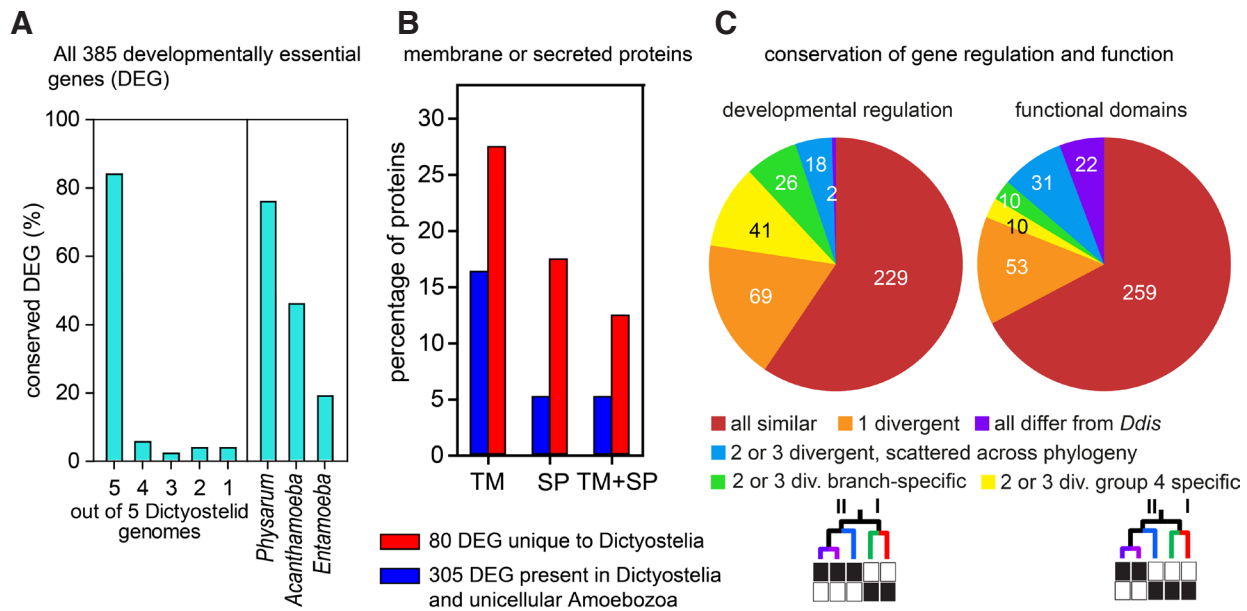 A
All 385 developmentally essential
genes (DEG)
conserved DEG (%)
100
80
60
40
20
0
5
4
3
2
1
out of 5 Dictyostelid
genomes
Physarum
Acanthamoeba
Entamoeba
B
membrane or secreted proteins
percentage of proteins
30
25
20
15
10
5
0
TM
SP
TM+SP
80 DEG unique to Dictyostelia
305 DEG present in Dictyostelia
and unicellular Amoebozoa
C
conservation of gene regulation and function
developmental regulation
229
69
41
26
18
2
functional domains
259
53
10
10
31
22
all similar
1 divergent
all differ from Ddis
2 or 3 divergent, scattered across phylogeny
2 or 3 div. branch-specific
2 or 3 div. group 4 specific
II I
II I